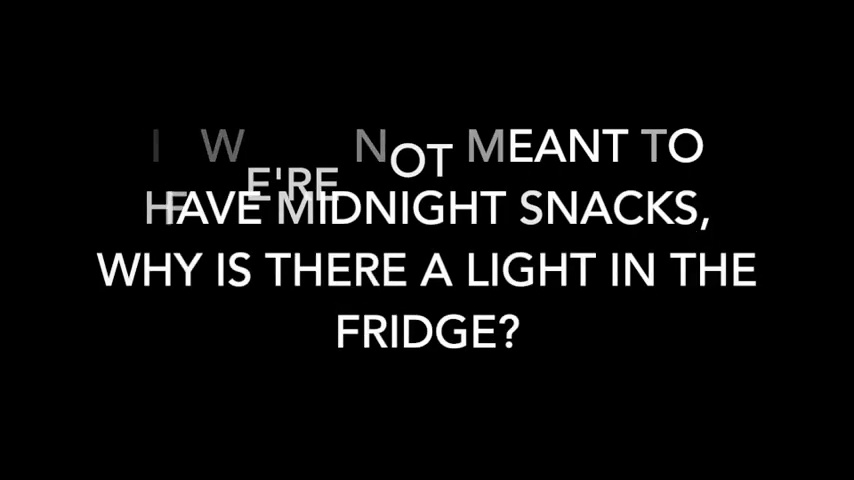 IF WE'RE NOT MEANT TO
HAVE MIDNIGHT SNACKS,
WHY IS THERE A LIGHT IN THE
FRIDGE?